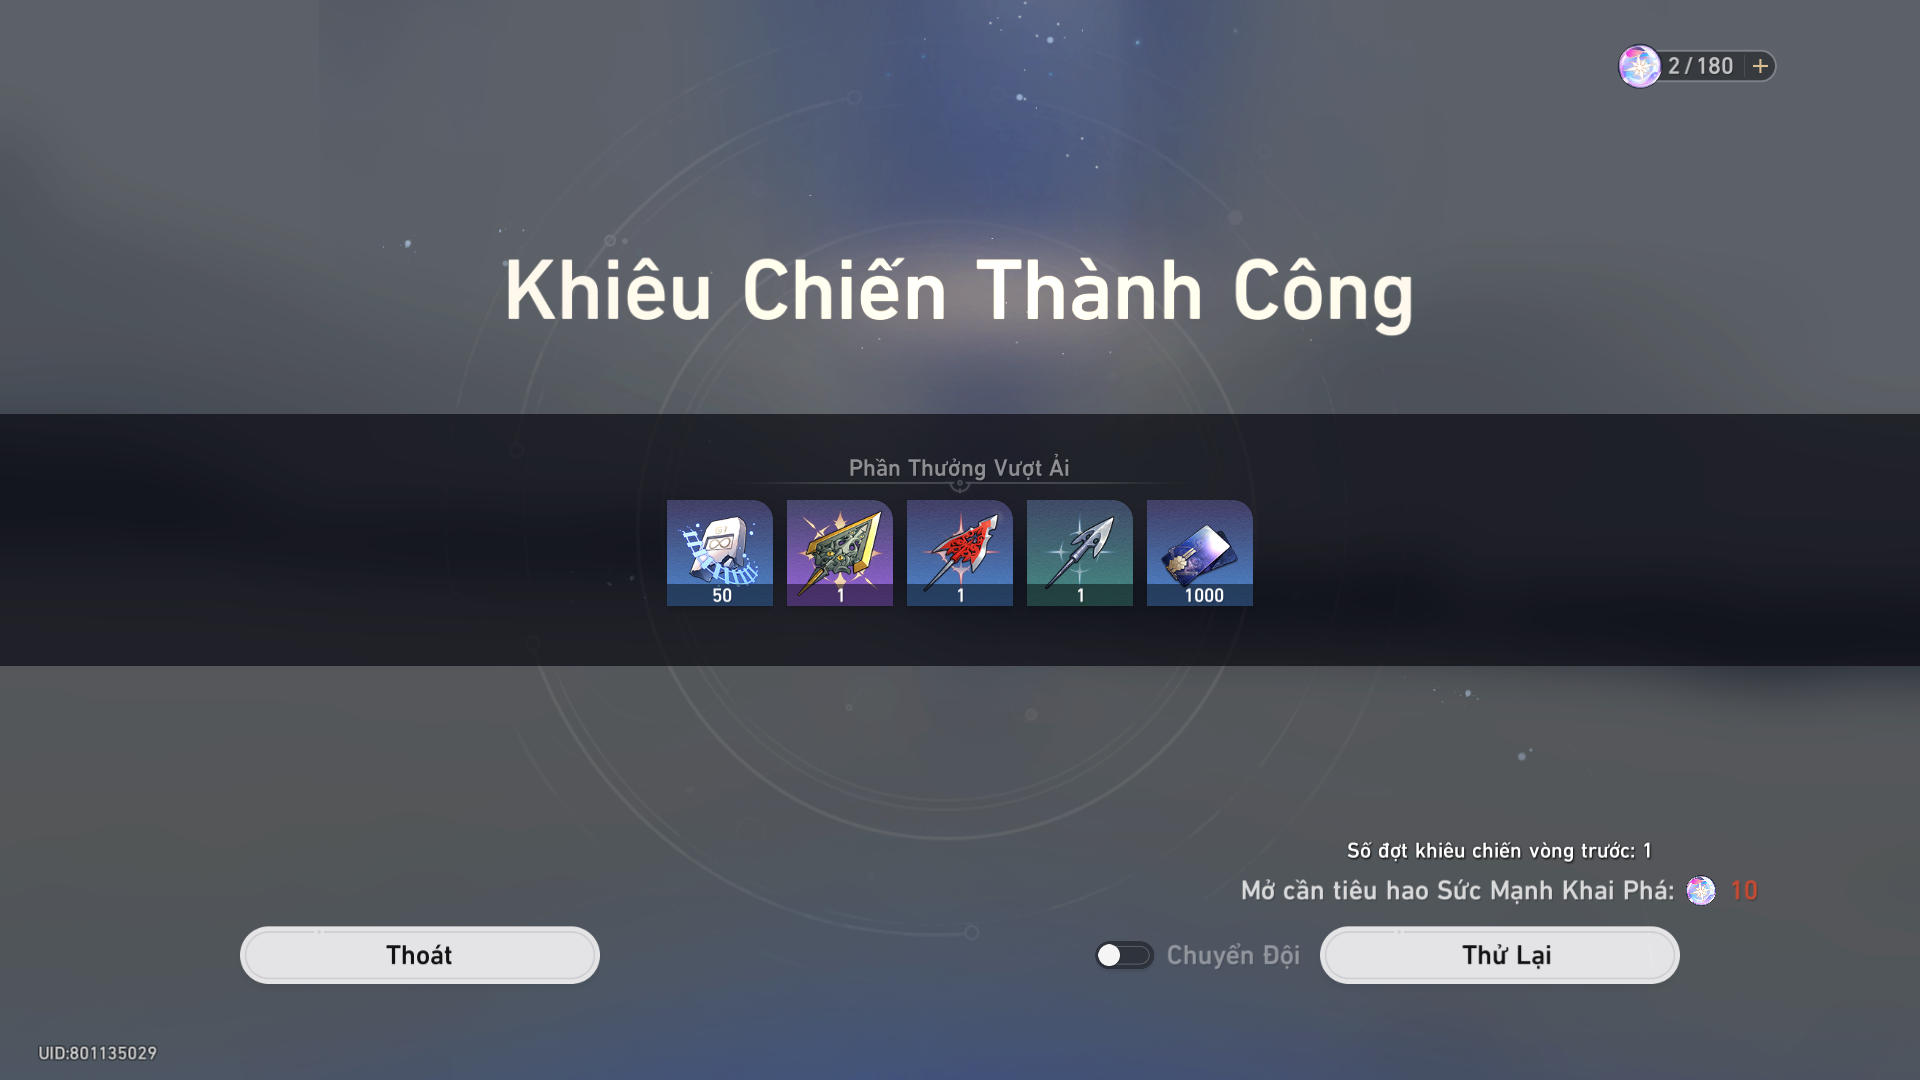 2/180
Khiêu Chiến Thành Công
Phần Thưởng Vượt Ải
50 1 1 1 1000
Số đợt khiêu chiến vòng trước: 1
Mở cần tiêu hao Sức Mạnh Khai Phá: 10
Thoát
Chuyển Đội
Thử Lại
UID:801135029